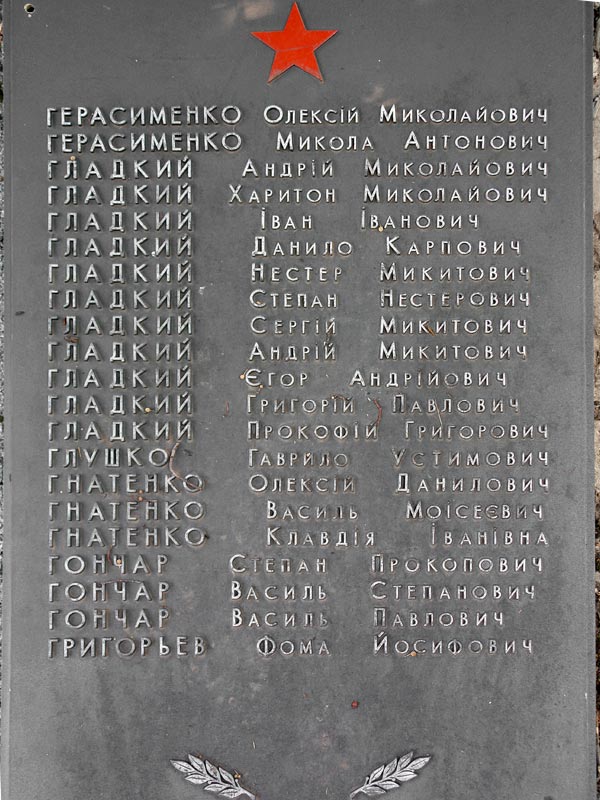 ГЕРАСИМЕНКО Олексій Миколайович
ГЕРАСИМЕНКО Микола Антонович
ГЛАДКИЙ Андрій Миколайович
ГЛАДКИЙ Харитон Миколайович
ГЛАДКИЙ Іван Іванович
ГЛАДКИЙ Данило Карпович
ГЛАДКИЙ Нестер Микитович
ГЛАДКИЙ Степан Нестерович
ГЛАДКИЙ Сергій Микитович
ГЛАДКИЙ Андрій Микитович
ГЛАДКИЙ Єгор Андрійович
ГЛАДКИЙ Григорій Павлович
ГЛАДКИЙ Прокофій Григорович
ГЛУШКО Гаврило Устимович
ГНАТЕНКО Олексій Данилович
ГНАТЕНКО Василь Моісеєвич
ГНАТЕНКО Клавдія Іванівна
ГОНЧАР Степан Прокопович
ГОНЧАР Василь Степанович
ГОНЧАР Василь Павлович
ГРИГОРЬЕВ Фома Йосифович